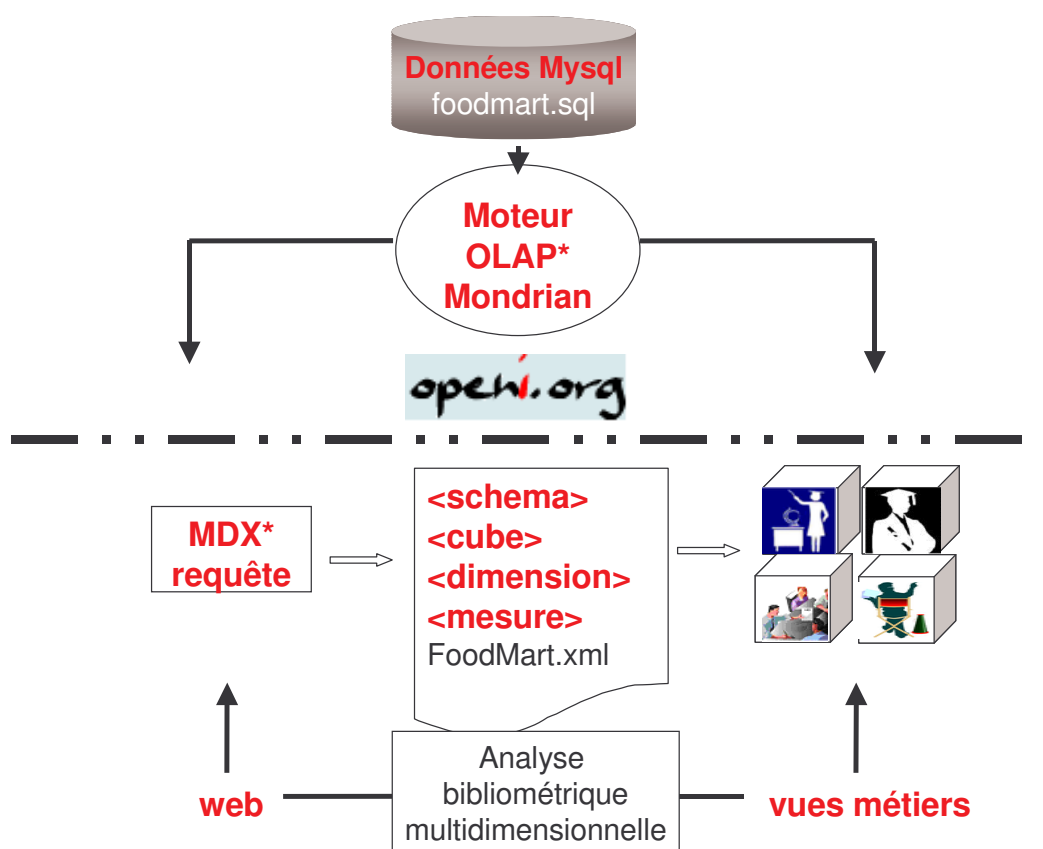 Données Mysql
foodmart.sql
Moteur
OLAP*
Mondrian
openi.org
MDX*
requête
<schema>
<cube>
<dimension>
<mesure>
FoodMart.xml
Analyse
bibliométrique
multidimensionnelle
web
vues métiers